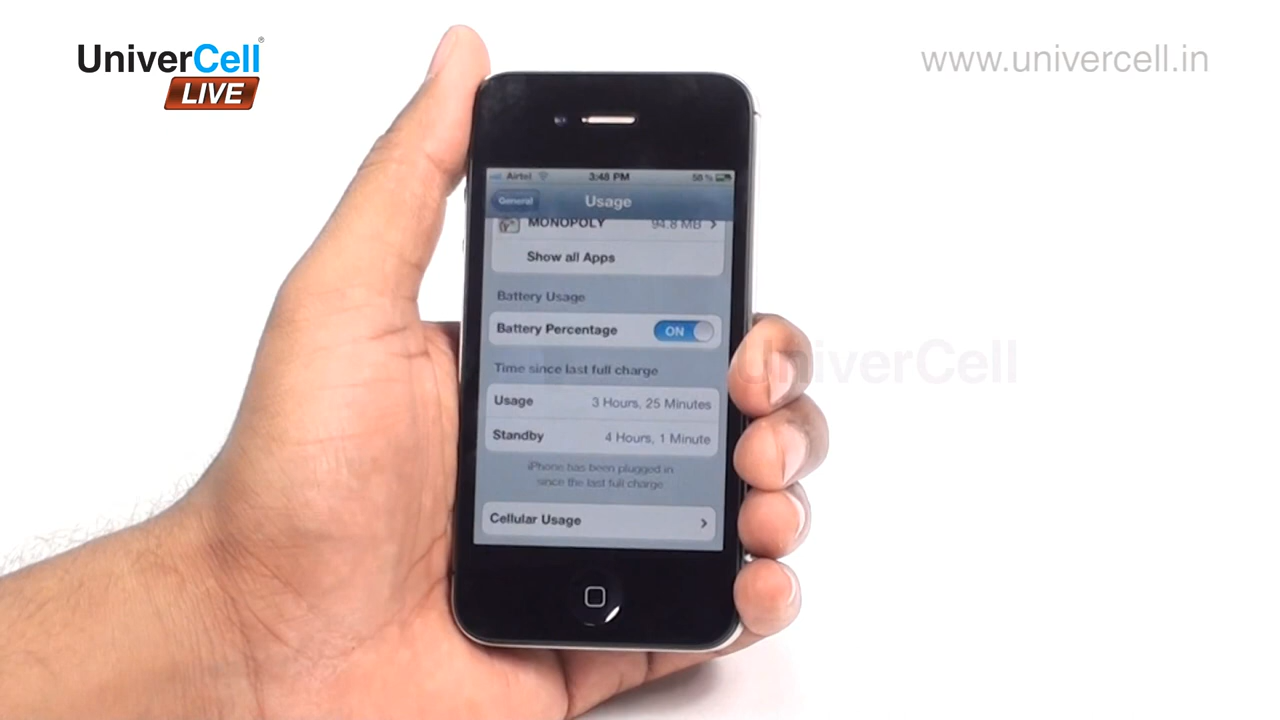 UniverCell®
LIVE
www.univercell.in
Airtel 3:48 PM 58%
General Usage
MONOPOLY 94.8 MB
Show all Apps
Battery Usage
Battery Percentage ON
Time since last full charge
Usage 3 Hours, 25 Minutes
Standby 4 Hours, 1 Minute
iPhone has been plugged in
since the last full charge
Cellular Usage
UniverCell